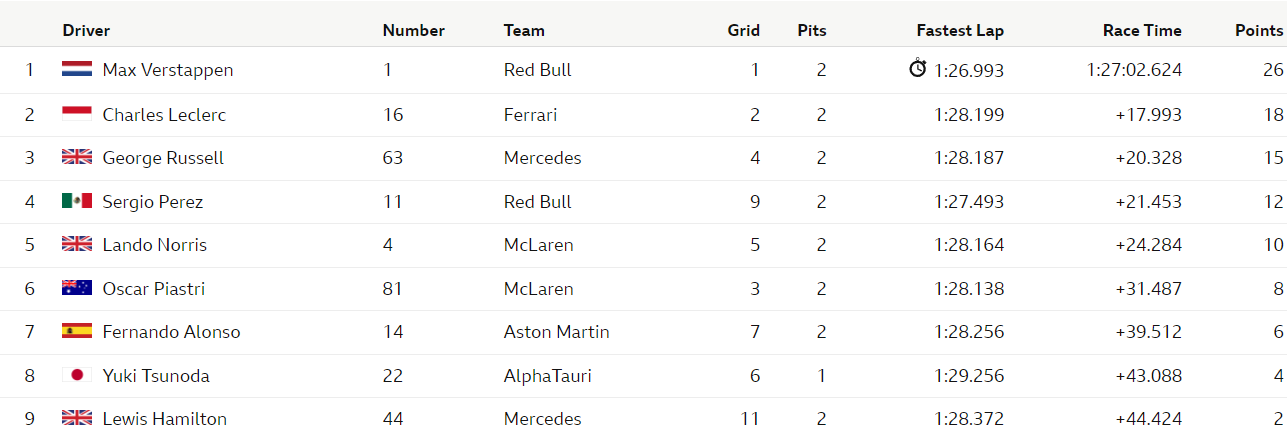 Driver Number Team Grid Pits Fastest Lap Race Time Points
1 Max Verstappen 1 Red Bull 1 2 1:26.993 1:27:02.624 26
2 Charles Leclerc 16 Ferrari 2 2 1:28.199 +17.993 18
3 George Russell 63 Mercedes 4 2 1:28.187 +20.328 15
4 Sergio Perez 11 Red Bull 9 2 1:27.493 +21.453 12
5 Lando Norris 4 McLaren 5 2 1:28.164 +24.284 10
6 Oscar Piastri 81 McLaren 3 2 1:28.138 +31.487 8
7 Fernando Alonso 14 Aston Martin 7 2 1:28.256 +39.512 6
8 Yuki Tsunoda 22 AlphaTauri 6 1 1:29.256 +43.088 4
9 Lewis Hamilton 44 Mercedes 11 2 1:28.372 +44.424 2